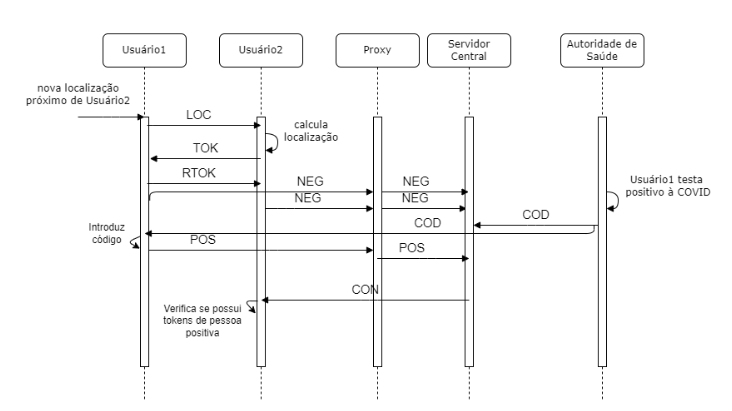 Usuário1
Usuário2
Proxy
Servidor
Central
Autoridade de
Saúde
nova localização
próximo de Usuário2
LOC
calcula
localização
TOK
RTOK
NEG
NEG
Usuário1 testa
positivo à COVID
NEG
NEG
COD
COD
Introduz
código
POS
POS
CON
Verifica se possui
tokens de pessoa
positiva